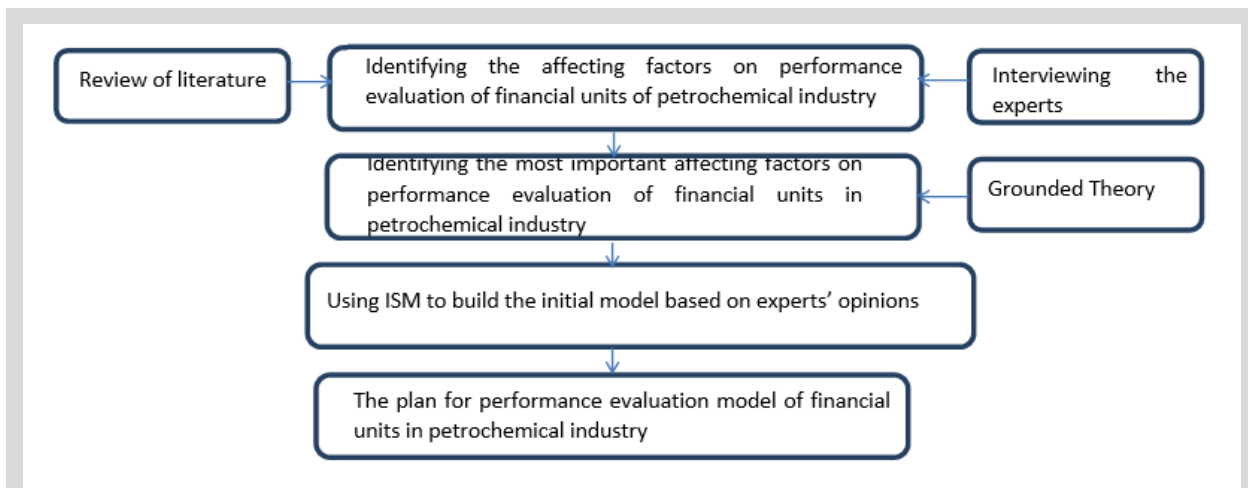 Review of literature
Identifying the affecting factors on performance
evaluation of financial units of petrochemical industry
Interviewing the
experts
Identifying the most important affecting factors on
performance evaluation of financial units in
petrochemical industry
Grounded Theory
Using ISM to build the initial model based on experts’ opinions
The plan for performance evaluation model of financial
units in petrochemical industry